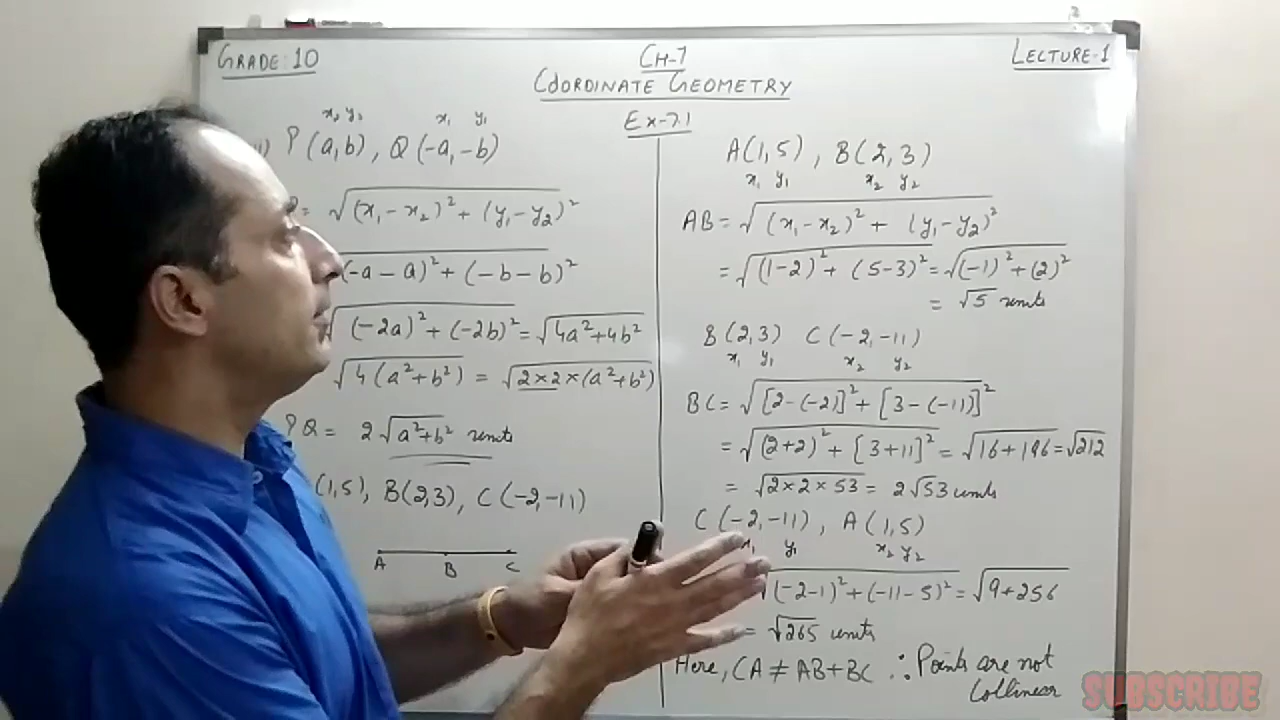 GRADE: 10
CH-7
LECTURE-1
COORDINATE GEOMETRY
Ex-7.1
x₂ y₂ x₁ y₁
P(a,b), Q(-a,-b)
= √(x₁-x₂)²+(y₁-y₂)²
(-a-a)²+(-b-b)²
√(-2a)²+(-2b)² = √4a²+4b²
√4(a²+b²) = √2×2×(a²+b²)
PQ = 2√a²+b² units
(1,5), B(2,3), C(-2,-11)
A B C
A(1,5), B(2,3)
x₁ y₁ x₂ y₂
AB = √(x₁-x₂)²+(y₁-y₂)²
= √(1-2)²+(5-3)² = √(-1)²+(2)²
= √5 units
B(2,3) C(-2,-11)
x₁ y₁ x₂ y₂
BC = √[2-(-2)]²+[3-(-11)]²
= √(2+2)²+[3+11]² = √16+196 = √212
= √2×2×53 = 2√53 units
C(-2,-11), A(1,5)
x₁ y₁ x₂ y₂
√(-2-1)²+(-11-5)² = √9+256
= √265 units
Here, CA ≠ AB+BC ∴ Points are not
Collinear
SUBSCRIBE